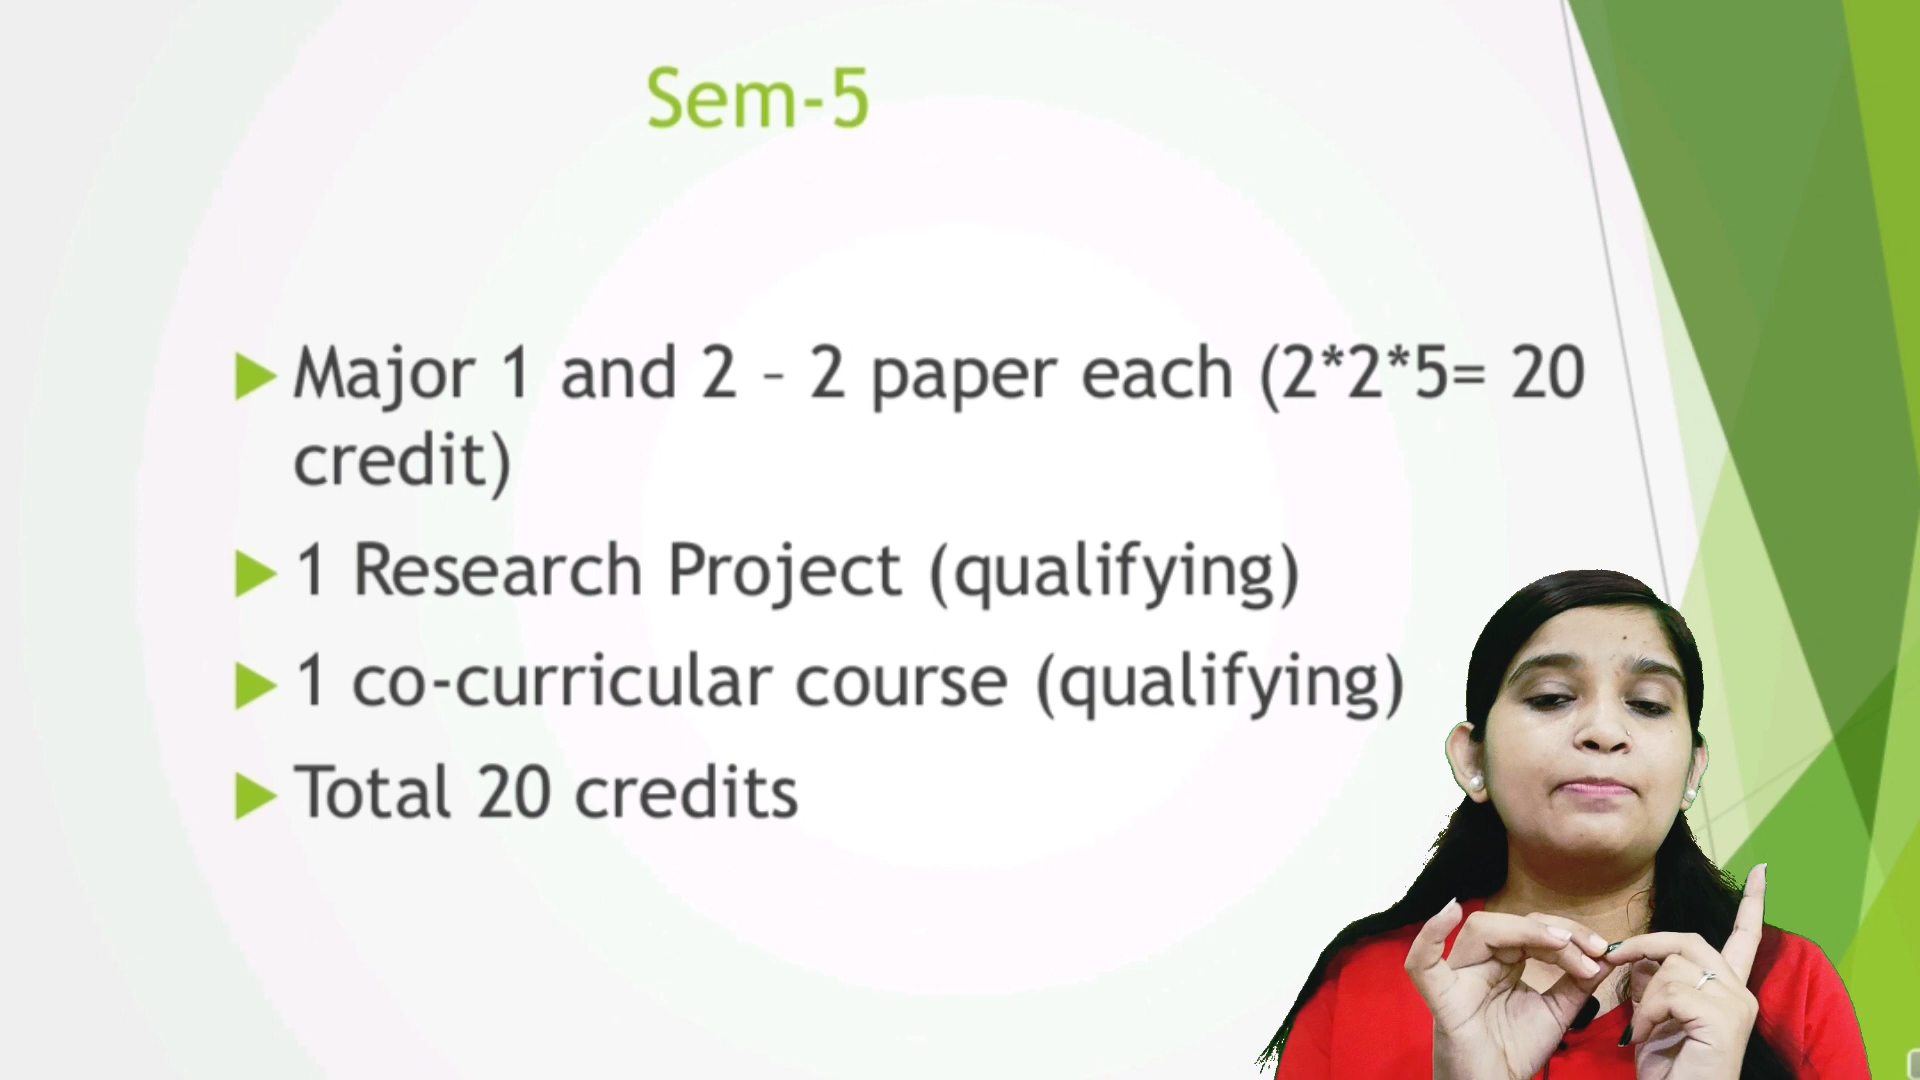 Sem-5
Major 1 and 2 – 2 paper each (2*2*5= 20
credit)
1 Research Project (qualifying)
1 co-curricular course (qualifying)
Total 20 credits